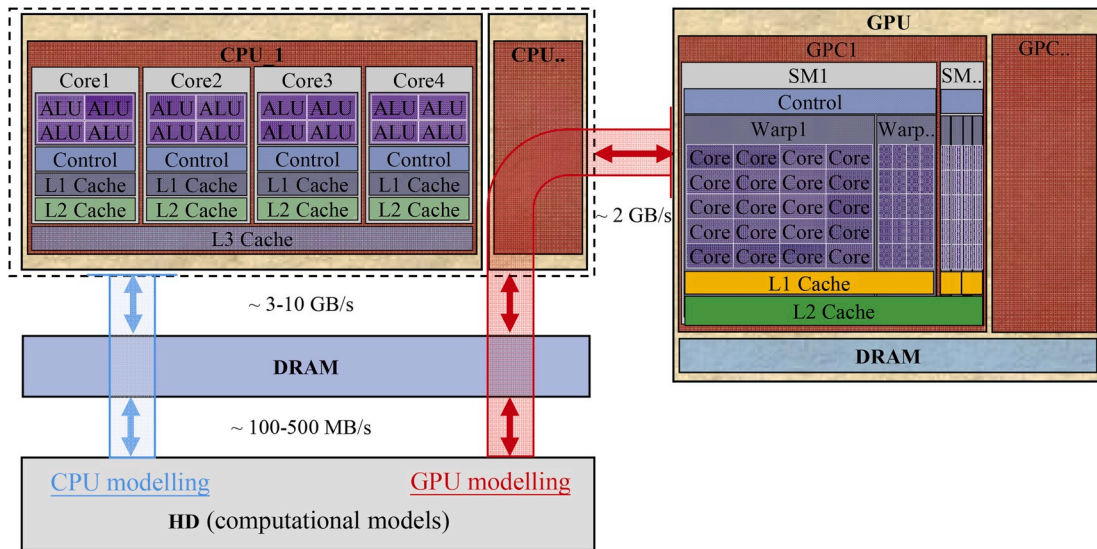 CPU_1
CPU..
Core1 Core2 Core3 Core4
ALU ALU ALU ALU ALU ALU ALU ALU
ALU ALU ALU ALU ALU ALU ALU ALU
Control Control Control Control
L1 Cache L1 Cache L1 Cache L1 Cache
L2 Cache L2 Cache L2 Cache L2 Cache
L3 Cache
~ 3-10 GB/s
DRAM
~ 100-500 MB/s
CPU modelling
GPU modelling
HD (computational models)
~ 2 GB/s
GPU
GPC1
GPC..
SM1
SM..
Control
Warp1
Warp..
Core Core Core Core
Core Core Core Core
Core Core Core Core
Core Core Core Core
Core Core Core Core
L1 Cache
L2 Cache
DRAM